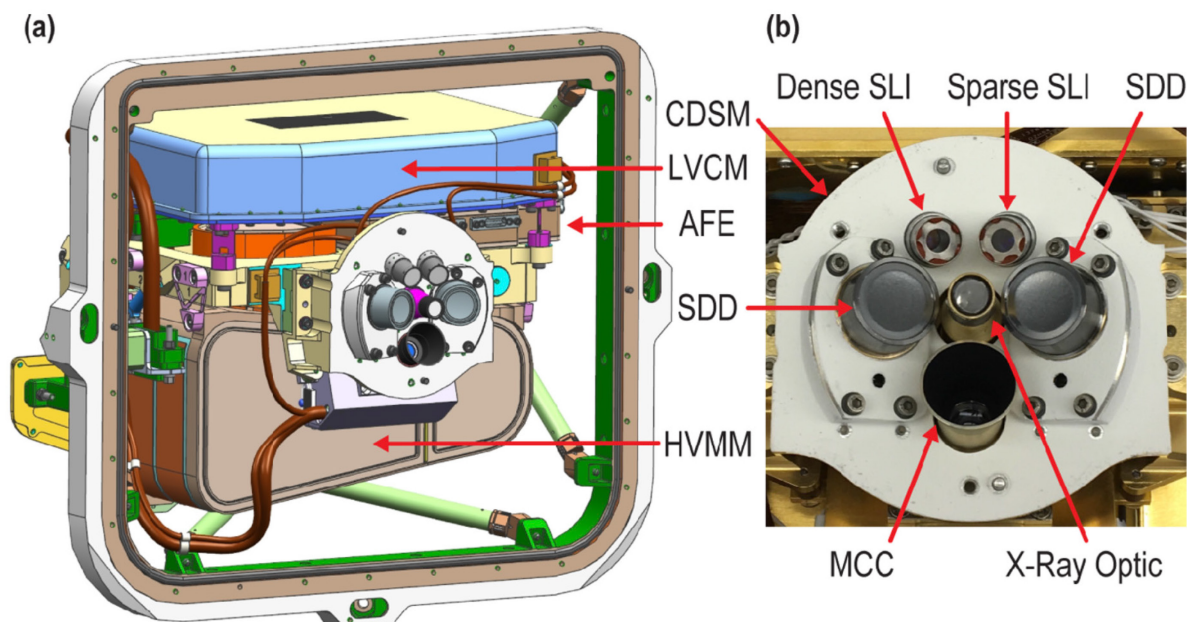 (a)
(b)
Dense SLI
Sparse SLI
SDD
CDSM
LVCM
AFE
SDD
HVMM
MCC
X-Ray Optic